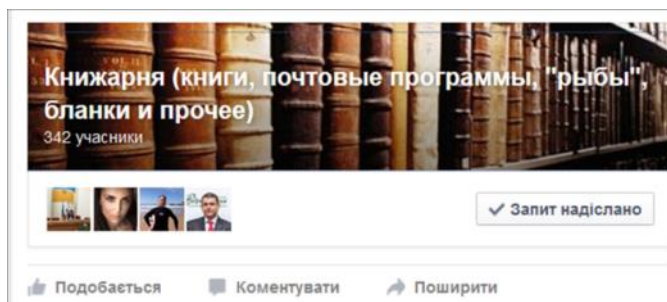 Книжарня (книги, почтовые программы, "рыбы",
бланки и прочее)
342 учасники
Запит надіслано
Подобається Коментувати Поширити